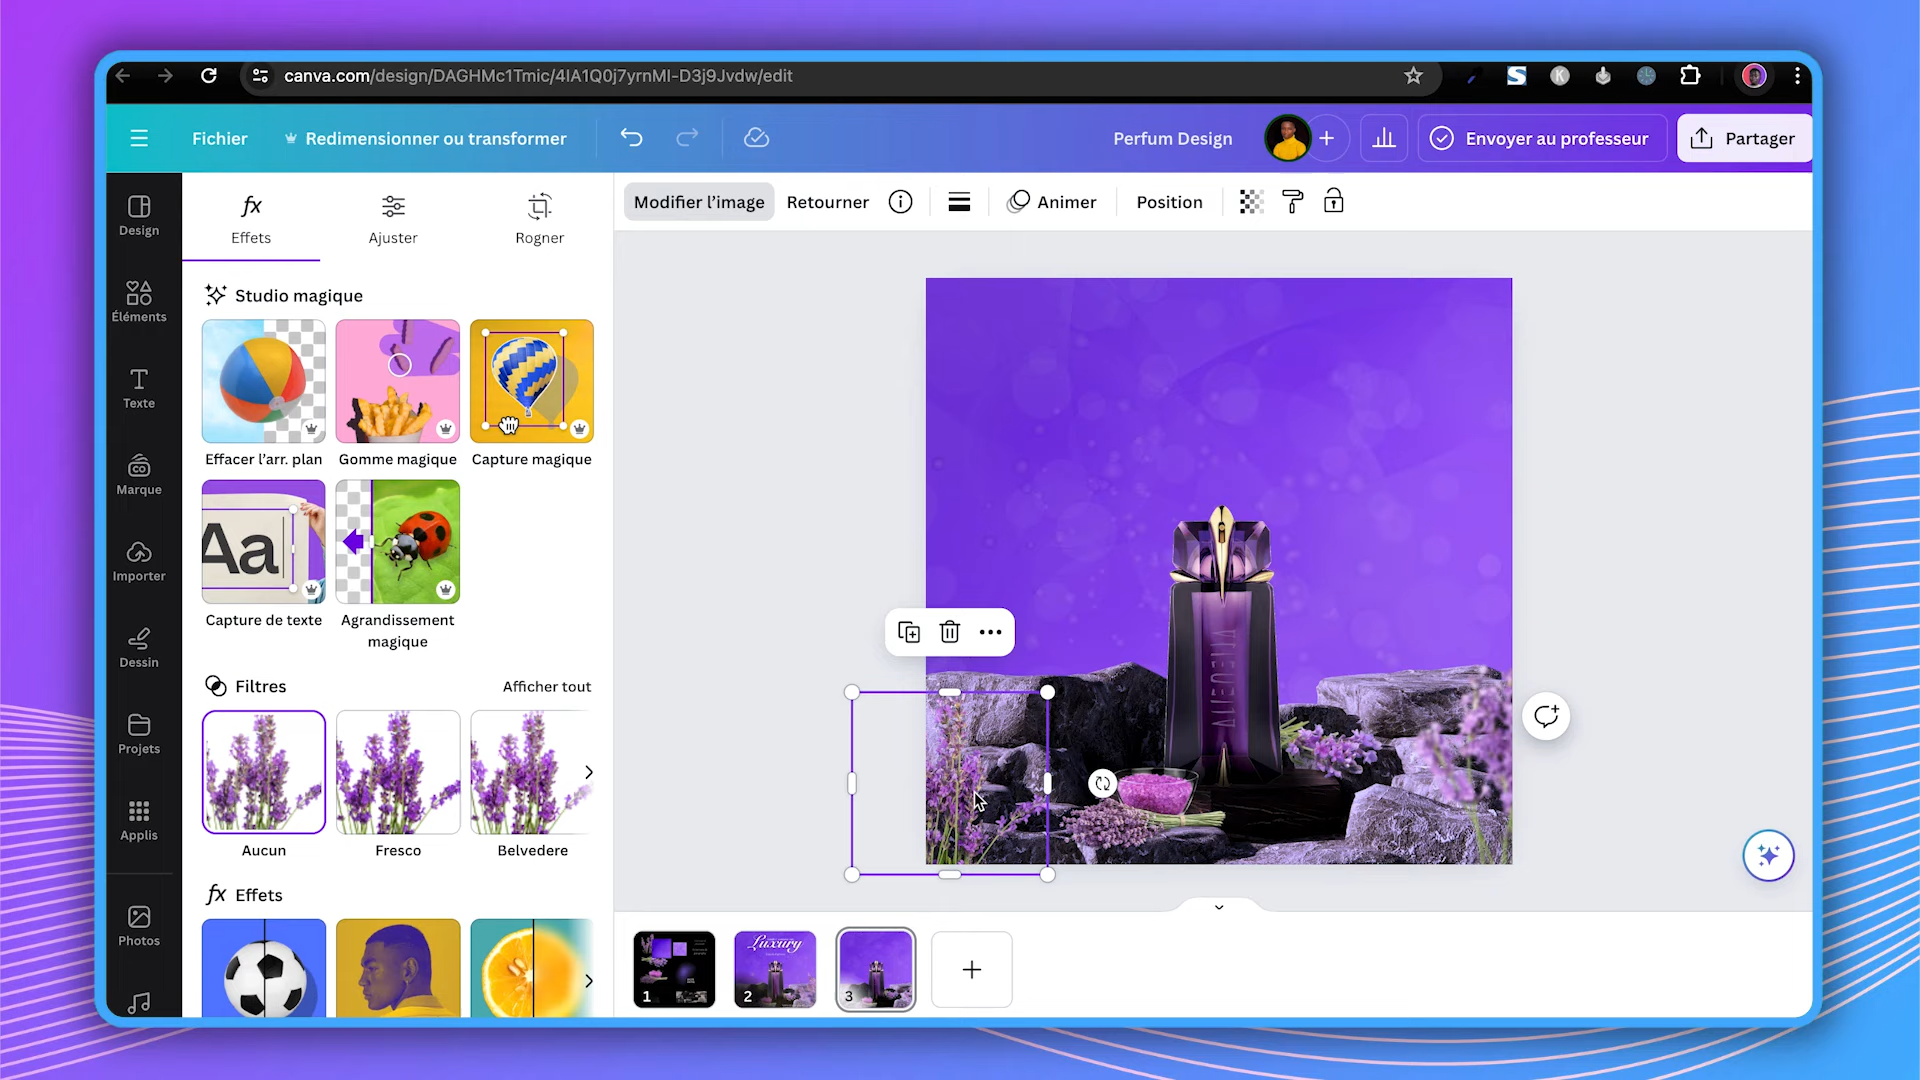 canva.com/design/DAGHMc1Tmic/4IA1Q0j7yrnMI-D3j9Jvdw/edit
Fichier
Redimensionner ou transformer
Perfum Design
Envoyer au professeur
Partager
Design
Éléments
Texte
Marque
Importer
Dessin
Projets
Applis
Photos
Effets
Ajuster
Rogner
Modifier l’image
Retourner
Animer
Position
Studio magique
Effacer l’arr. plan
Gomme magique
Capture magique
Aa
Capture de texte
Agrandissement
magique
Filtres
Afficher tout
Aucun
Fresco
Belvedere
fx Effets
ALIEN
Luxury
1
2
3